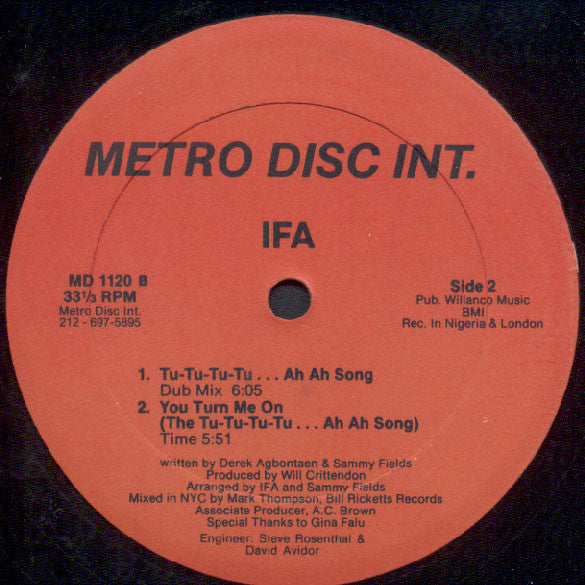 METRO DISC INT.
IFA
MD 1120 B
33 1/3 RPM
Metro Disc Int.
212 - 697-5895
Side 2
Pub. Willanco Music
BMI
Rec. In Nigeria & London
1. Tu-Tu-Tu-Tu . . . Ah Ah Song
Dub Mix 6:05
2. You Turn Me On
(The Tu-Tu-Tu-Tu . . . Ah Ah Song)
Time 5:51
written by Derek Agbontaen & Sammy Fields
Produced by Will Crittendon
Arranged by IFA and Sammy Fields
Mixed in NYC by Mark Thompson, Bill Ricketts Records
Associate Producer, A.C. Brown
Special Thanks to Gina Falu
Engineer: Steve Rosenthal &
David Avidor